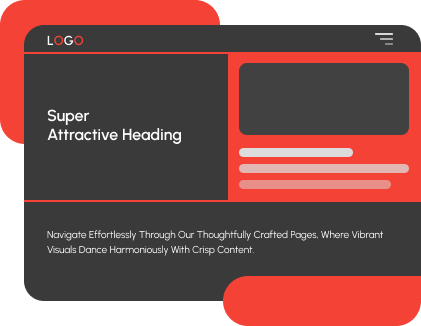 LOGO
Super
Attractive Heading
Navigate Effortlessly Through Our Thoughtfully Crafted Pages, Where Vibrant
Visuals Dance Harmoniously With Crisp Content.